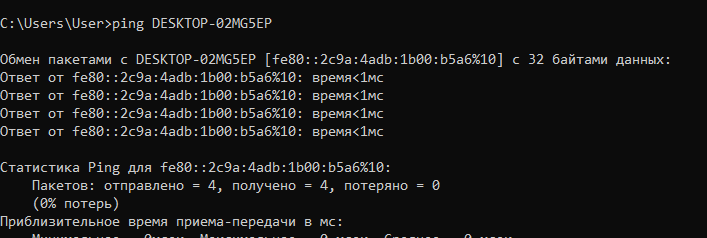 C:\Users\User>ping DESKTOP-02MG5EP
Обмен пакетами с DESKTOP-02MG5EP [fe80::2c9a:4adb:1b00:b5a6%10] с 32 байтами данных:
Ответ от fe80::2c9a:4adb:1b00:b5a6%10: время<1мс
Ответ от fe80::2c9a:4adb:1b00:b5a6%10: время<1мс
Ответ от fe80::2c9a:4adb:1b00:b5a6%10: время<1мс
Ответ от fe80::2c9a:4adb:1b00:b5a6%10: время<1мс
Статистика Ping для fe80::2c9a:4adb:1b00:b5a6%10:
Пакетов: отправлено = 4, получено = 4, потеряно = 0
(0% потерь)
Приблизительное время приема-передачи в мс: